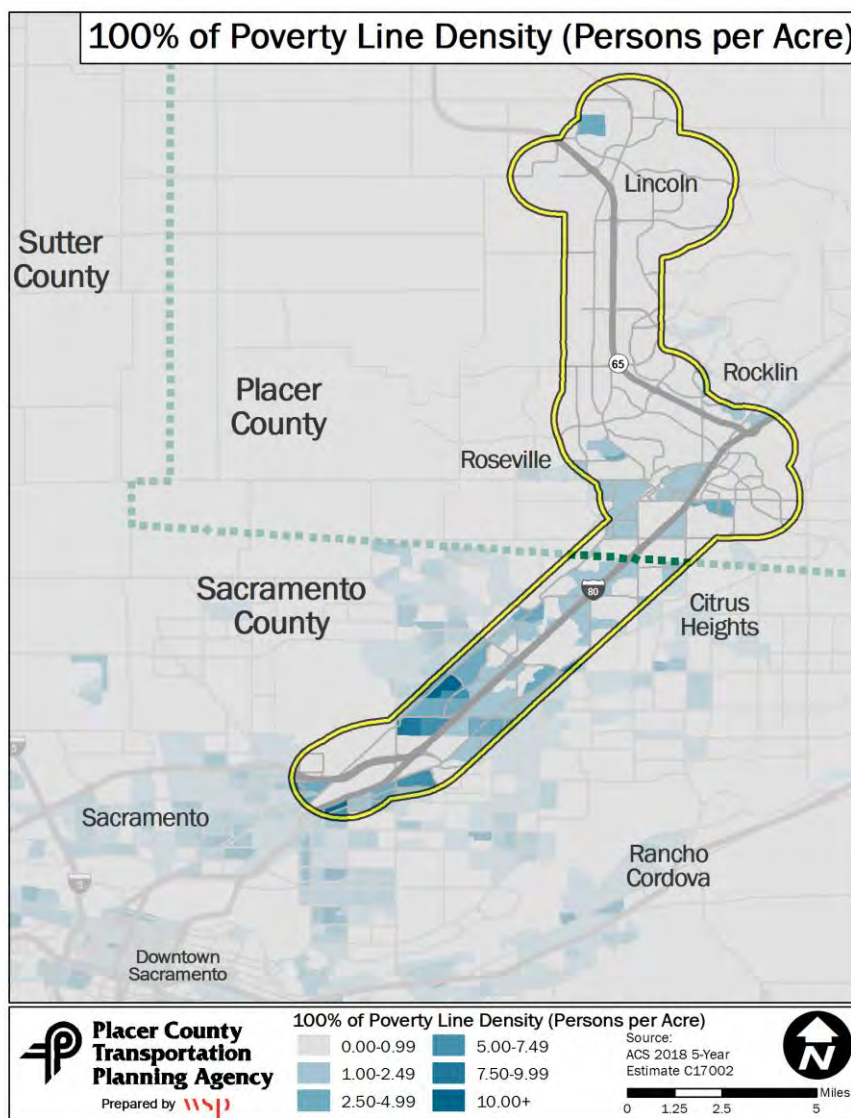 100% of Poverty Line Density (Persons per Acre)
Lincoln
Sutter
County
65
Rocklin
Placer
County
Roseville
Sacramento
County
80
Citrus
Heights
5
Sacramento
Rancho
Cordova
5
Downtown
Sacramento
Placer County
Transportation
Planning Agency
Prepared by wsp
100% of Poverty Line Density (Persons per Acre)
0.00-0.99
1.00-2.49
2.50-4.99
5.00-7.49
7.50-9.99
10.00+
Source:
ACS 2018 5-Year
Estimate C17002
N
Miles
0 1.25 2.5 5